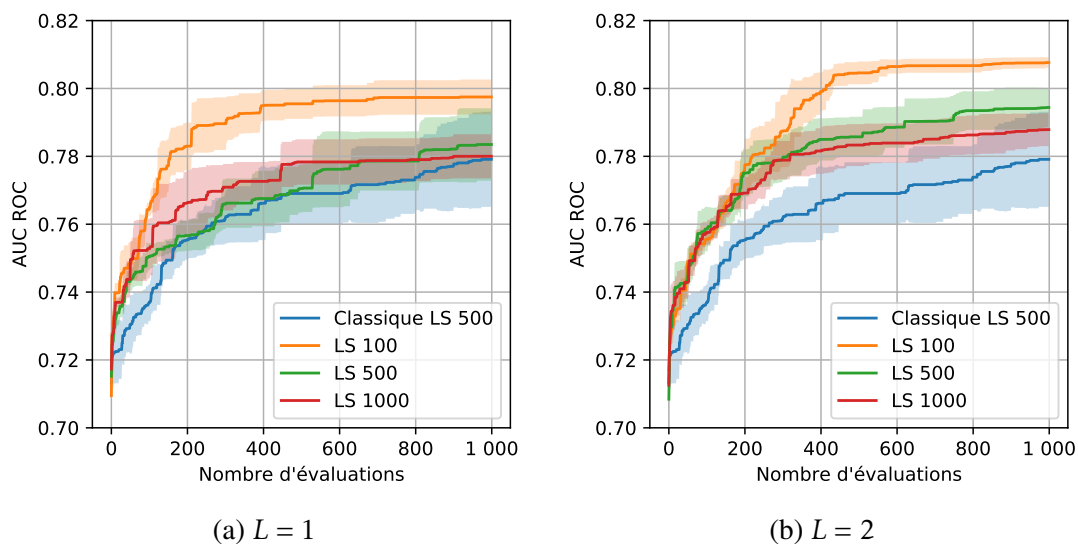 0.82
0.80
0.78
0.76
0.74
0.72
0.70
AUC ROC
0
200
400
600
800
1 000
Nombre d'évaluations
Classique LS 500
LS 100
LS 500
LS 1000
(a) L = 1
0.82
0.80
0.78
0.76
0.74
0.72
0.70
AUC ROC
0
200
400
600
800
1 000
Nombre d'évaluations
Classique LS 500
LS 100
LS 500
LS 1000
(b) L = 2